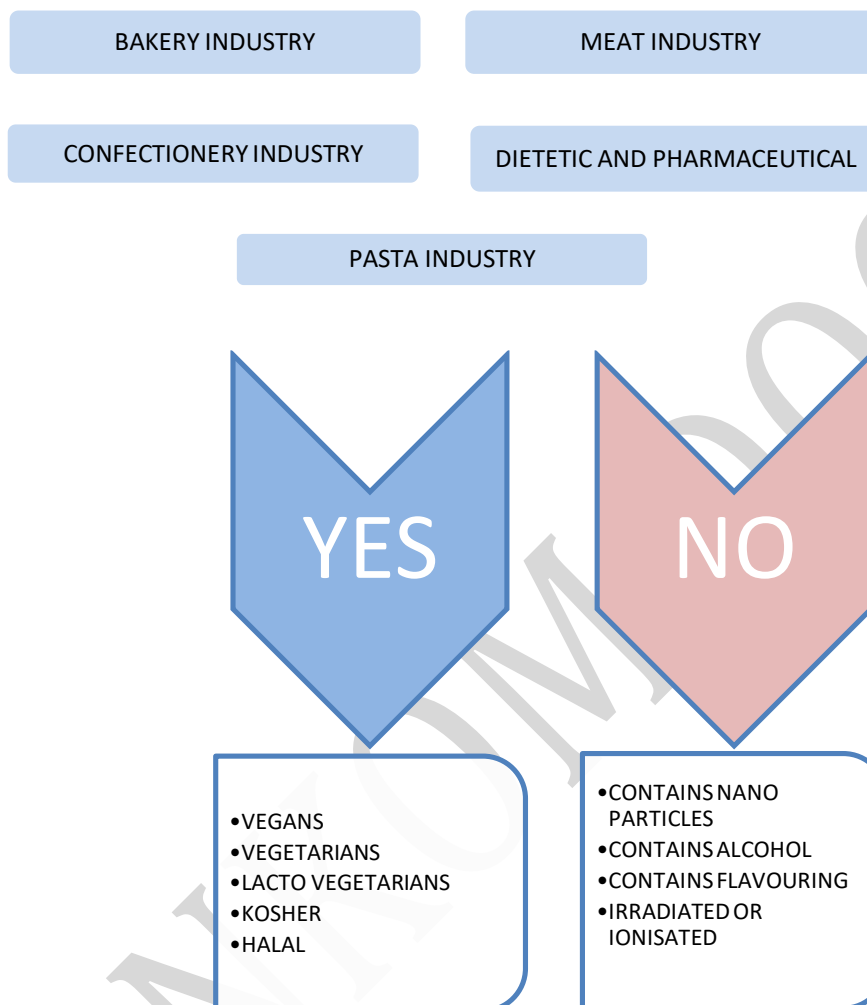 BAKERY INDUSTRY
MEAT INDUSTRY
CONFECTIONERY INDUSTRY
DIETETIC AND PHARMACEUTICAL
PASTA INDUSTRY
YES
NO
•VEGANS
•VEGETARIANS
•LACTO VEGETARIANS
•KOSHER
•HALAL
•CONTAINS NANO
PARTICLES
•CONTAINS ALCOHOL
•CONTAINS FLAVOURING
•IRRADIATED OR
IONISATED